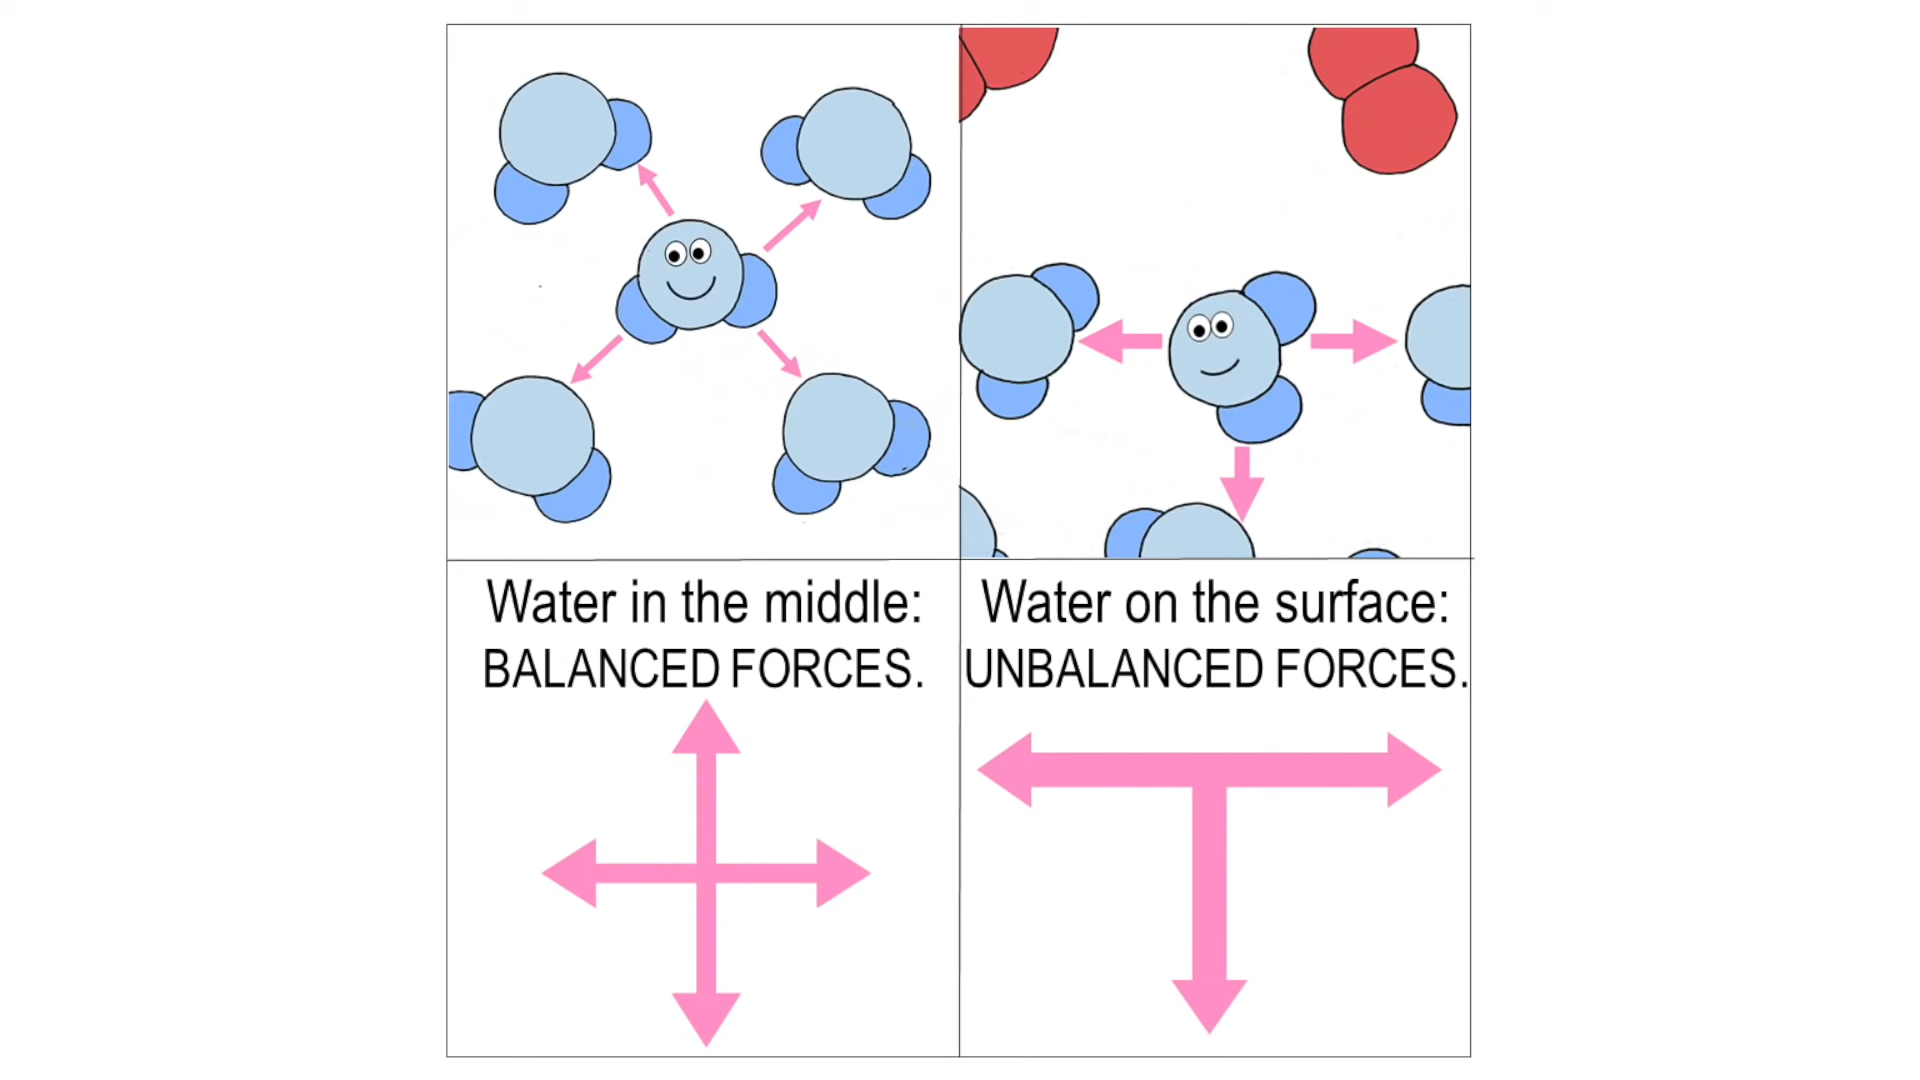 Water in the middle:
BALANCED FORCES.
Water on the surface:
UNBALANCED FORCES.